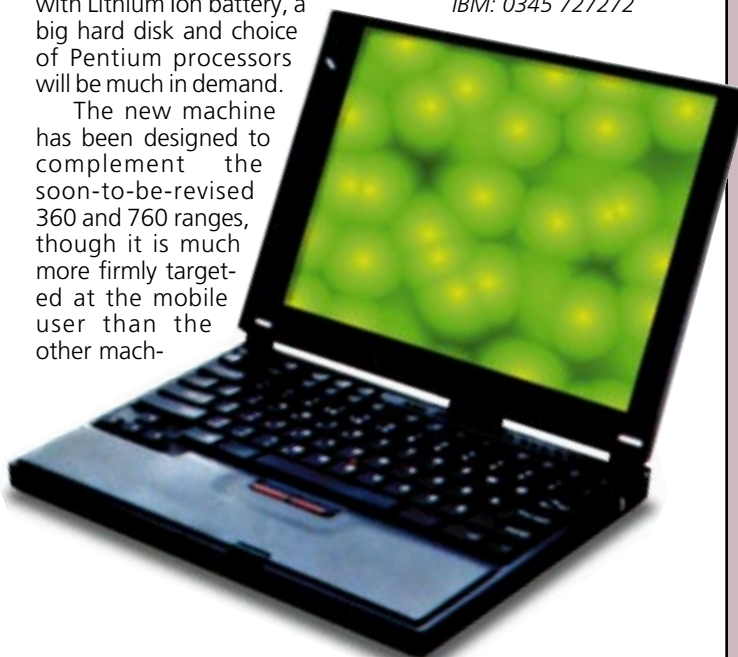 with Lithium Ion battery, a
big hard disk and choice
of Pentium processors
will be much in demand.
The new machine
has been designed to
complement the
soon-to-be-revised
360 and 760 ranges,
though it is much
more firmly target-
ed at the mobile
user than the
other mach-
IBM: 0345 727272